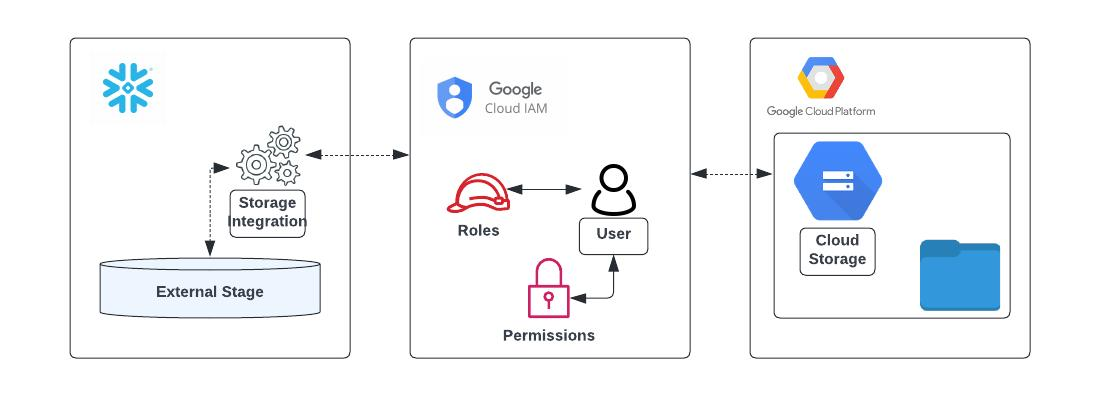 Storage
Integration
External Stage
Google
Cloud IAM
Roles
User
Permissions
Google Cloud Platform
Cloud
Storage